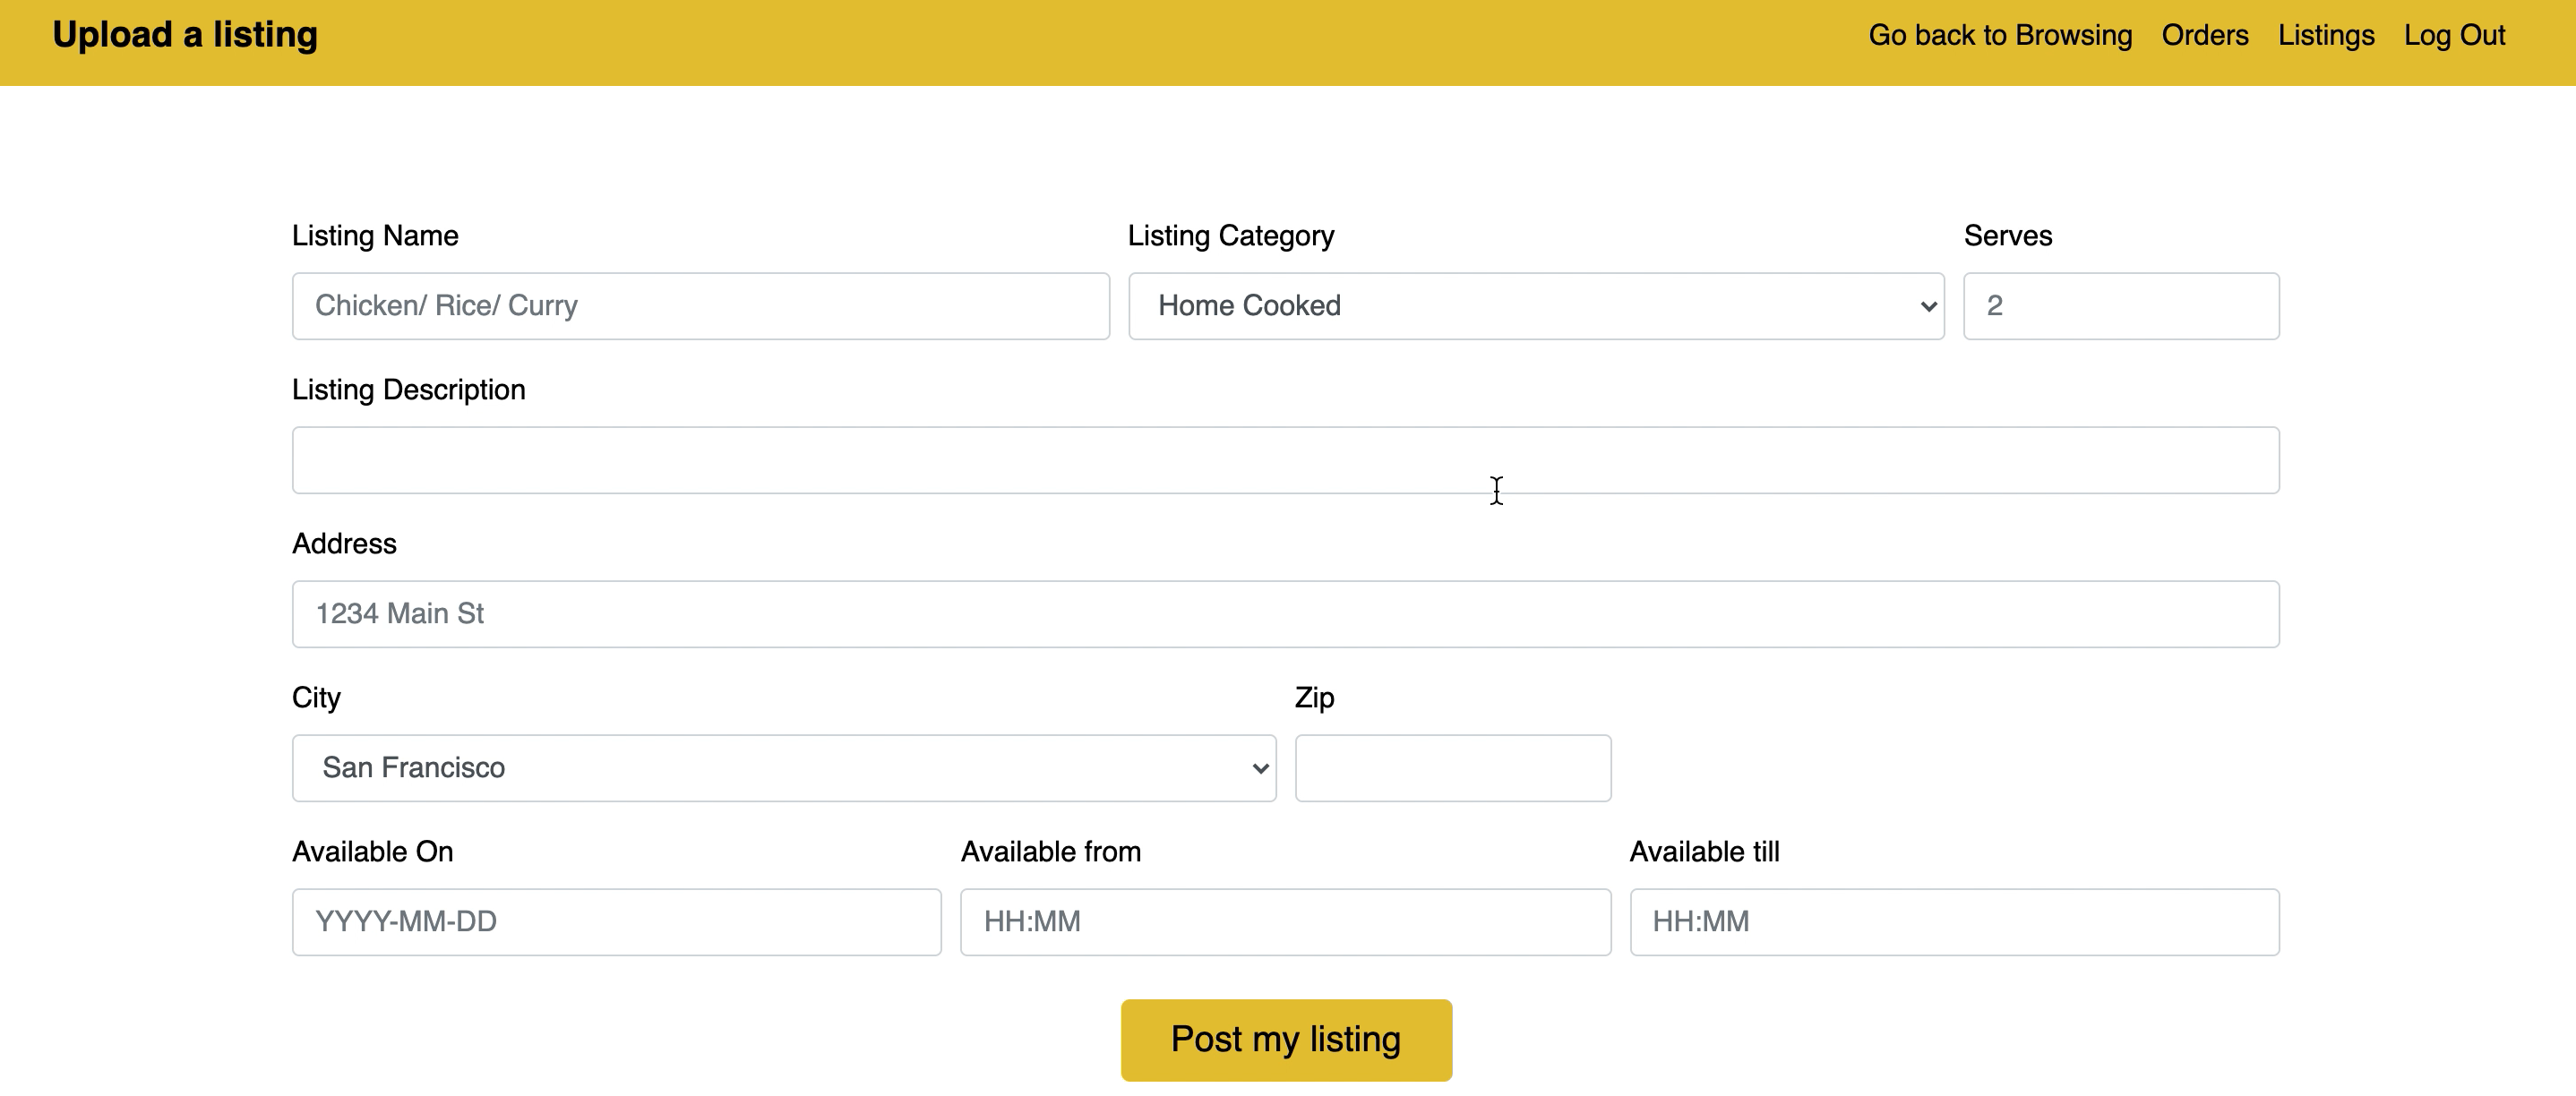 Upload a listing
Go back to Browsing Orders Listings Log Out
Listing Name Listing Category Serves
Chicken/ Rice/ Curry Home Cooked 2
Listing Description
Address
1234 Main St
City Zip
San Francisco
Available On Available from Available till
YYYY-MM-DD HH:MM HH:MM
Post my listing